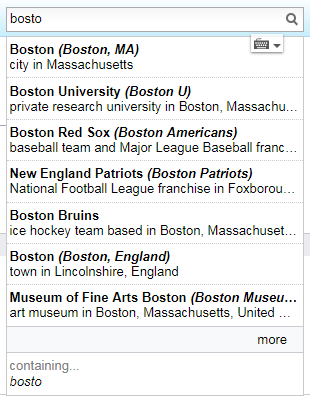 bosto
Boston (Boston, MA)
city in Massachusetts
Boston University (Boston U)
private research university in Boston, Massachu...
Boston Red Sox (Boston Americans)
baseball team and Major League Baseball franc...
New England Patriots (Boston Patriots)
National Football League franchise in Foxborou...
Boston Bruins
ice hockey team based in Boston, Massachuset...
Boston (Boston, England)
town in Lincolnshire, England
Museum of Fine Arts Boston (Boston Museu...
art museum in Boston, Massachusetts, United ...
more
containing...
bosto